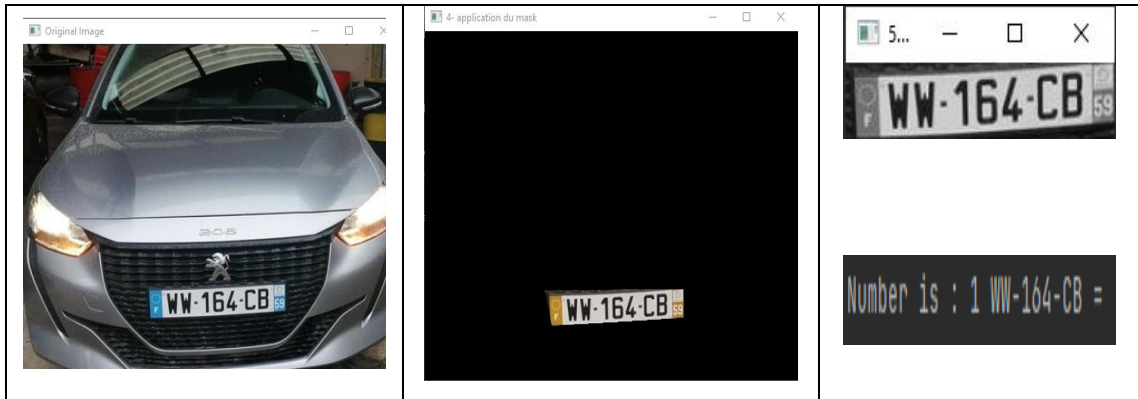 Original Image
208
F WW-164-CB 59
4- application du mask
F WW-164-CB 59
5...
F WW-164-CB 59
Number is : 1 WW-164-CB =